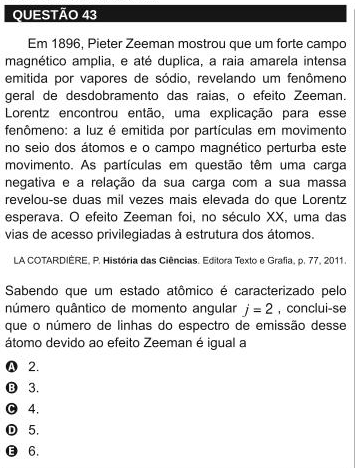 QUESTÃO 43
Em 1896, Pieter Zeeman mostrou que um forte campo
magnético amplia, e até duplica, a raia amarela intensa
emitida por vapores de sódio, revelando um fenômeno
geral de desdobramento das raias, o efeito Zeeman.
Lorentz encontrou então, uma explicação para esse
fenômeno: a luz é emitida por partículas em movimento
no seio dos átomos e o campo magnético perturba este
movimento. As partículas em questão têm uma carga
negativa e a relação da sua carga com a sua massa
revelou-se duas mil vezes mais elevada do que Lorentz
esperava. O efeito Zeeman foi, no século XX, uma das
vias de acesso privilegiadas à estrutura dos átomos.
LA COTARDIÈRE, P. História das Ciências. Editora Texto e Grafia, p. 77, 2011.
Sabendo que um estado atômico é caracterizado pelo
número quântico de momento angular j = 2 , conclui-se
que o número de linhas do espectro de emissão desse
átomo devido ao efeito Zeeman é igual a
A 2.
B 3.
C 4.
D 5.
E 6.